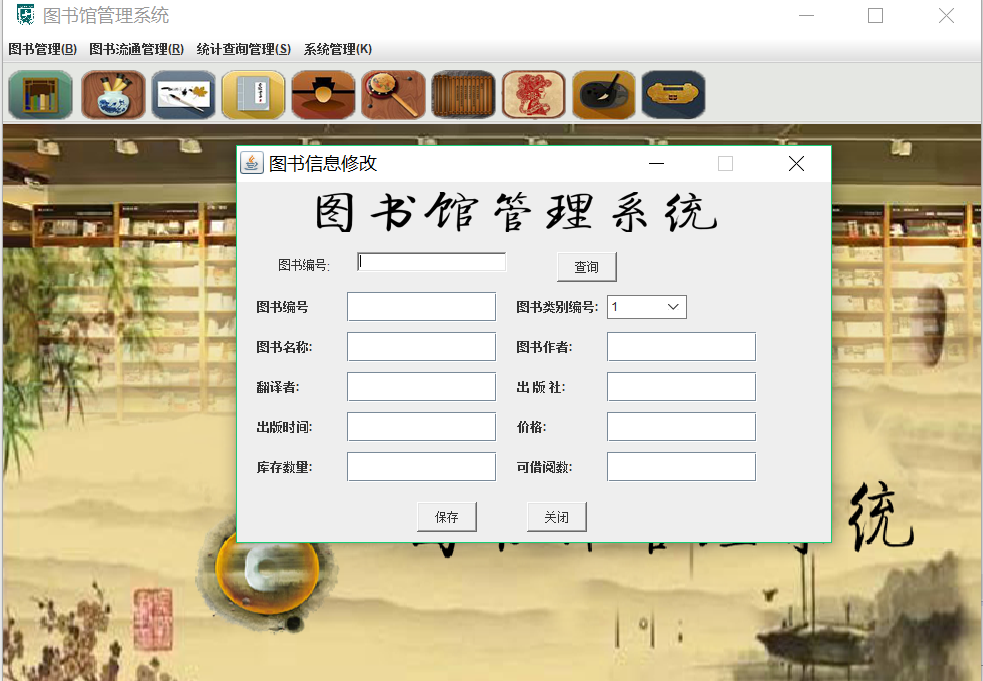 图书馆管理系统
图书管理(B) 图书流通管理(R) 统计查询管理(S) 系统管理(K)
图书信息修改
图书馆管理系统
图书编号: 查询
图书编号 图书类别编号: 1
图书名称: 图书作者:
翻译者: 出 版 社:
出版时间: 价格:
库存数量: 可借阅数:
保存 关闭
统